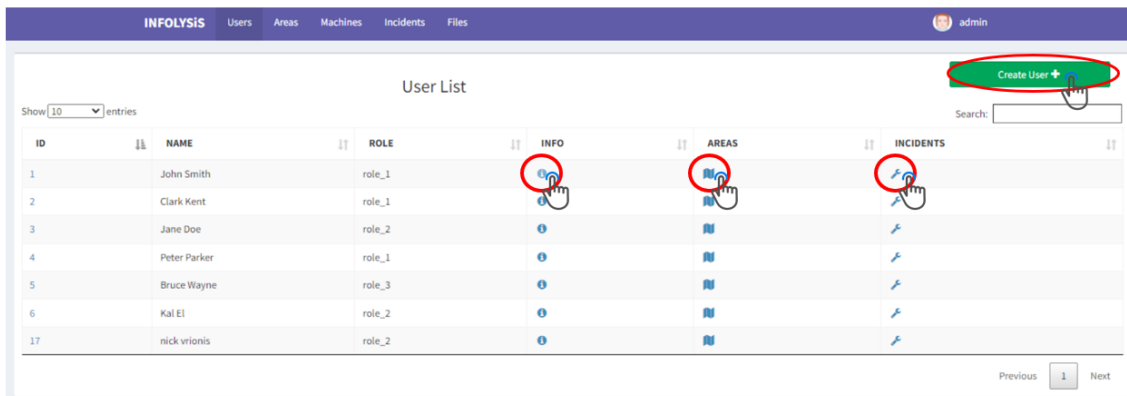 INFOLYSiS Users Areas Machines Incidents Files admin
User List
Create User
Show 10 entries
Search:
ID NAME ROLE INFO AREAS INCIDENTS
1 John Smith role_1
2 Clark Kent role_1
3 Jane Doe role_2
4 Peter Parker role_1
5 Bruce Wayne role_3
6 Kal El role_2
17 nick vrionis role_2
Previous 1 Next